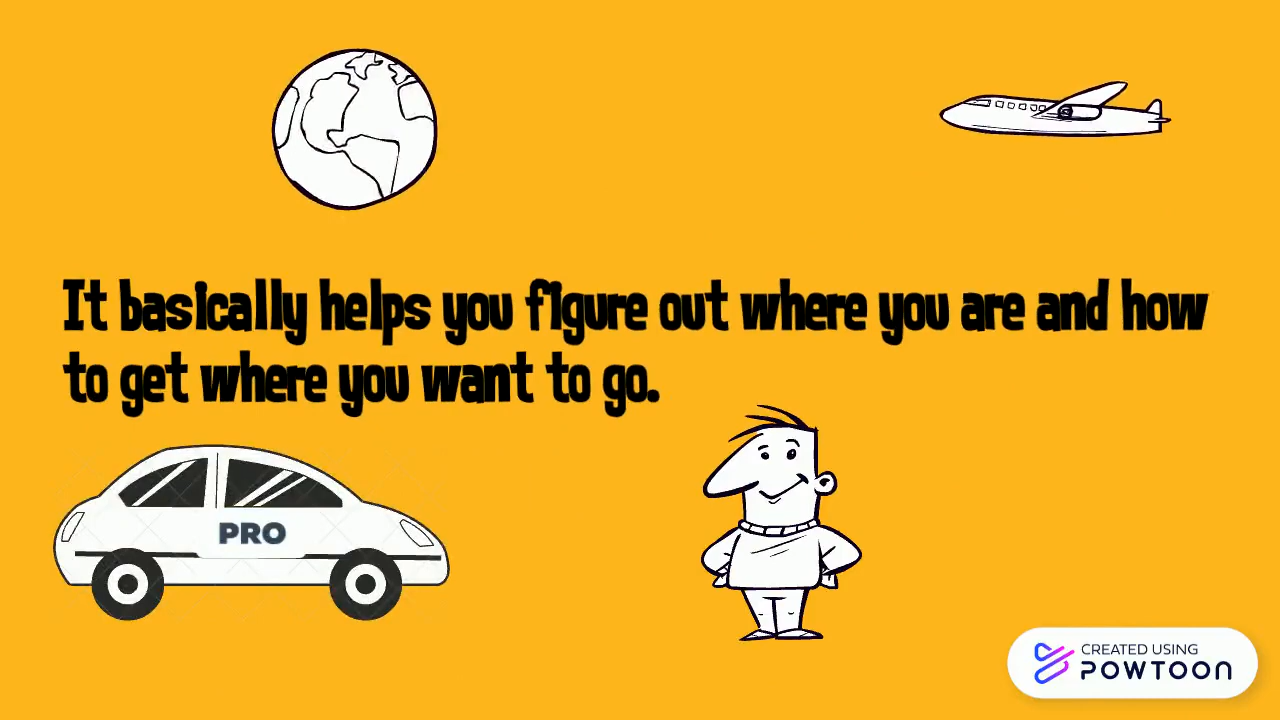 It basically helps you figure out where you are and how
to get where you want to go.
PRO
CREATED USING
POWTOON